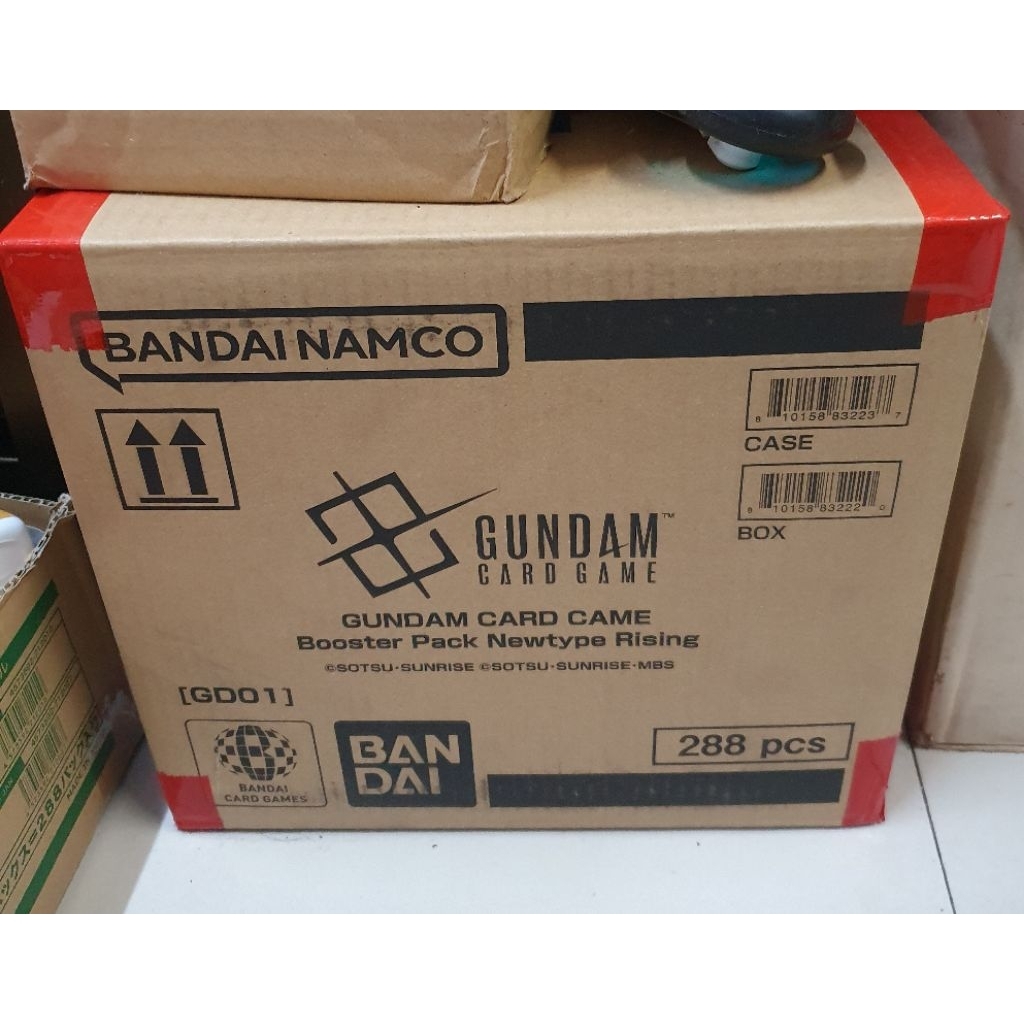 BANDAI NAMCO
8 10158 83223 7
CASE
8 10158 83222 0
BOX
GUNDAM™
CARD GAME
GUNDAM CARD CAME
Booster Pack Newtype Rising
©SOTSU·SUNRISE ©SOTSU·SUNRISE·MBS
[GD01]
BANDAI
CARD GAMES
BAN
DAI
288 pcs